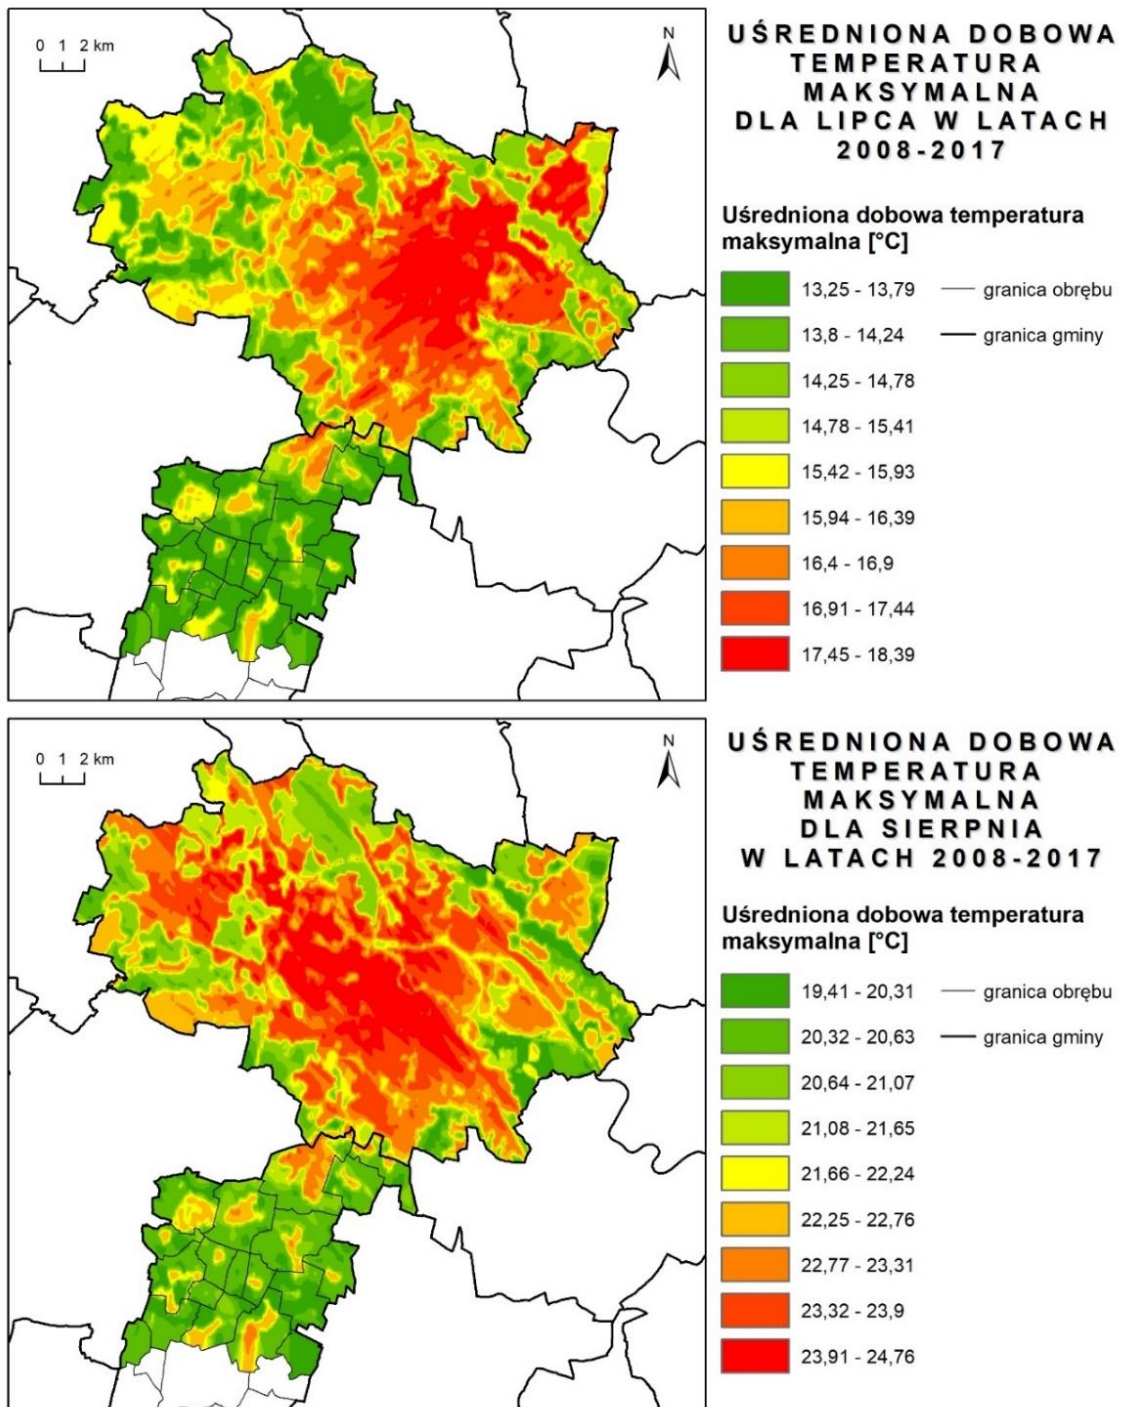 0 1 2 km
N
UŚREDNIONA DOBOWA
TEMPERATURA
MAKSYMALNA
DLA LIPCA W LATACH
2008-2017
Uśredniona dobowa temperatura
maksymalna [°C]
13,25 - 13,79
granica obrębu
13,8 - 14,24
granica gminy
14,25 - 14,78
14,78 - 15,41
15,42 - 15,93
15,94 - 16,39
16,4 - 16,9
16,91 - 17,44
17,45 - 18,39
0 1 2 km
N
UŚREDNIONA DOBOWA
TEMPERATURA
MAKSYMALNA
DLA SIERPNIA
W LATACH 2008-2017
Uśredniona dobowa temperatura
maksymalna [°C]
19,41 - 20,31
granica obrębu
20,32 - 20,63
granica gminy
20,64 - 21,07
21,08 - 21,65
21,66 - 22,24
22,25 - 22,76
22,77 - 23,31
23,32 - 23,9
23,91 - 24,76